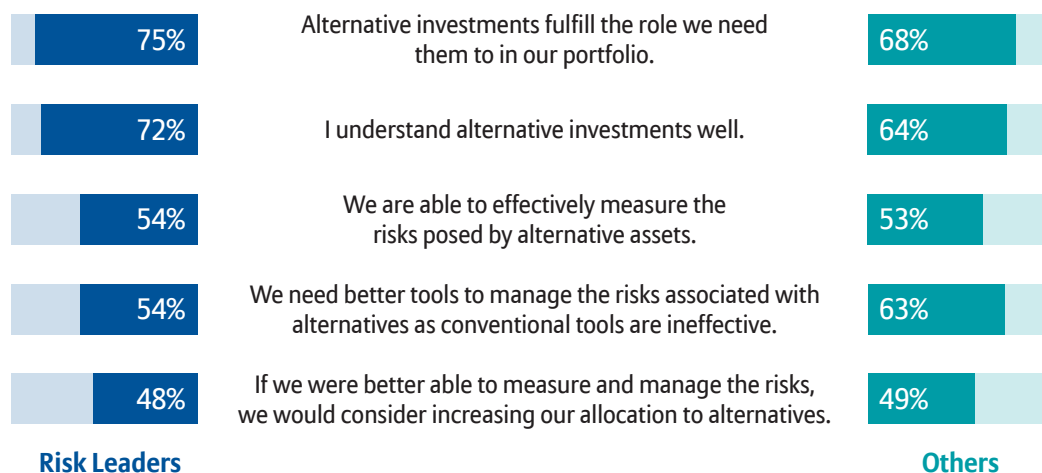 75%
Alternative investments fulfill the role we need
them to in our portfolio.
68%
72%
I understand alternative investments well.
64%
54%
We are able to effectively measure the
risks posed by alternative assets.
53%
54%
We need better tools to manage the risks associated with
alternatives as conventional tools are ineffective.
63%
48%
If we were better able to measure and manage the risks,
we would consider increasing our allocation to alternatives.
49%
Risk Leaders
Others